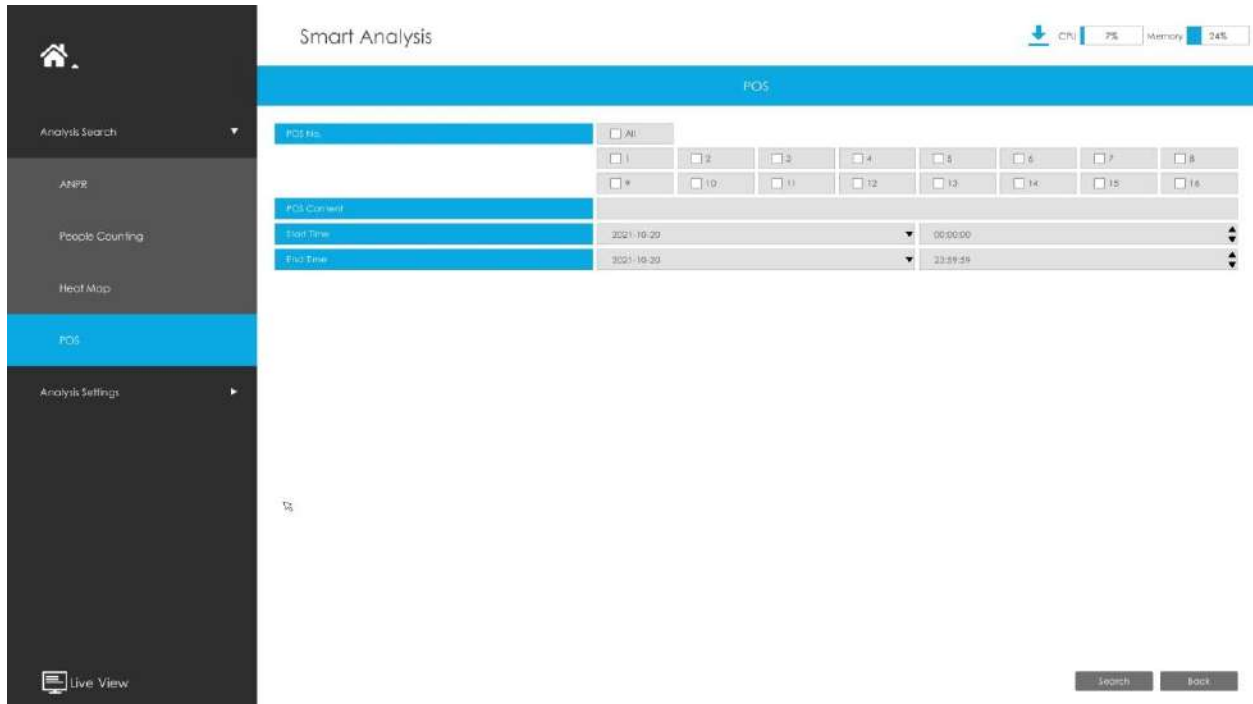 Smart Analysis
CPU 7% Memory 24%
POS
Analysis Search
ANPR
People Counting
Heat Map
POS
Analysis Settings
Live View
POS No.
All
1 2 3 4 5 6 7 8
9 10 11 12 13 14 15 16
POS Content
Start Time 2021-10-20 00:00:00
End Time 2021-10-20 23:59:59
Search Back